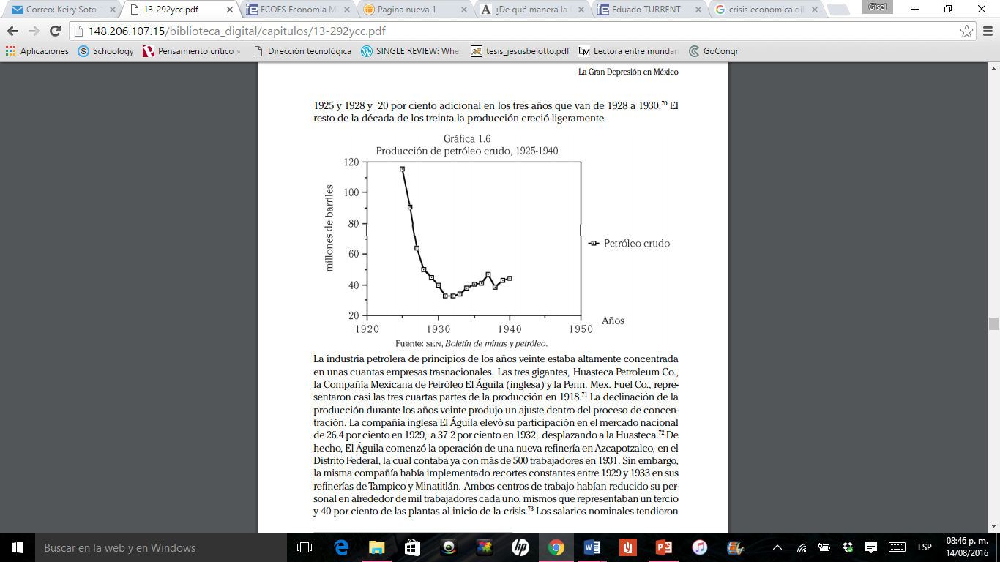 Correo: Keiry Soto -
13-292ycc.pdf
ECOES Economia M
Pagina nueva 1
¿De qué manera la
Eduado TURRENT
crisis economica di
Gisel
148.206.107.15/biblioteca_digital/capitulos/13-292ycc.pdf
Aplicaciones
Schoology
Pensamiento crítico »
Dirección tecnológica
SINGLE REVIEW: Whe
tesis_jesusbelotto.pdf
Lectora entre mundan
GoConqr
La Gran Depresión en México
1925 y 1928 y 20 por ciento adicional en los tres años que van de 1928 a 1930.70 El
resto de la década de los treinta la producción creció ligeramente.
Gráfica 1.6
Producción de petróleo crudo, 1925-1940
120
100
80
60
40
20
millones de barriles
1920
1930
1940
1950
Años
Petróleo crudo
Fuente: SEN, Boletín de minas y petróleo.
La industria petrolera de principios de los años veinte estaba altamente concentrada
en unas cuantas empresas trasnacionales. Las tres gigantes, Huasteca Petroleum Co.,
la Compañía Mexicana de Petróleo El Águila (inglesa) y la Penn. Mex. Fuel Co., repre-
sentaron casi las tres cuartas partes de la producción en 1918.71 La declinación de la
producción durante los años veinte produjo un ajuste dentro del proceso de concen-
tración. La compañía inglesa El Águila elevó su participación en el mercado nacional
de 26.4 por ciento en 1929, a 37.2 por ciento en 1932, desplazando a la Huasteca.72 De
hecho, El Águila comenzó la operación de una nueva refinería en Azcapotzalco, en el
Distrito Federal, la cual contaba ya con más de 500 trabajadores en 1931. Sin embargo,
la misma compañía había implementado recortes constantes entre 1929 y 1933 en sus
refinerías de Tampico y Minatitlán. Ambos centros de trabajo habían reducido su per-
sonal en alrededor de mil trabajadores cada uno, mismos que representaban un tercio
y 40 por ciento de las plantas al inicio de la crisis.73 Los salarios nominales tendieron
Buscar en la web y en Windows
ESP
08:46 p. m.
14/08/2016